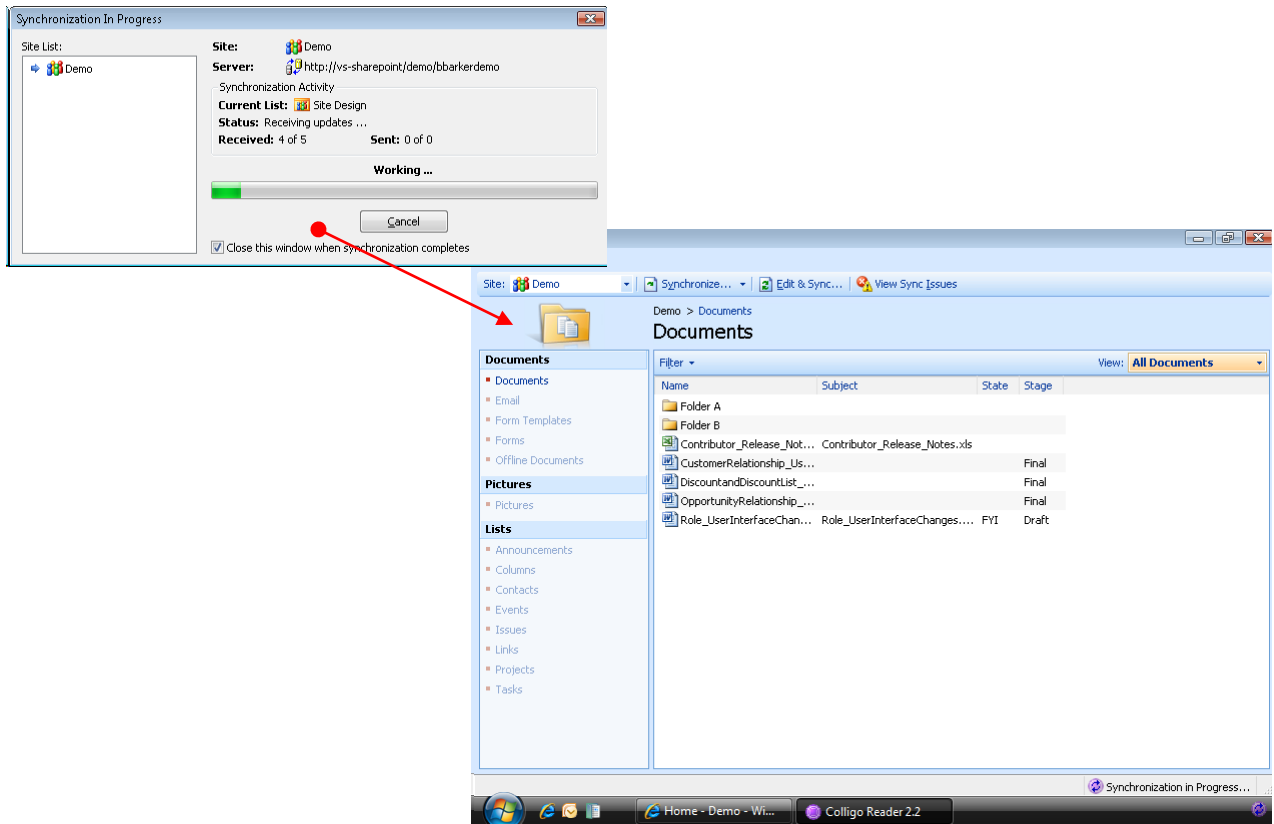 Synchronization In Progress
Site List:
Demo
Site: Demo
Server: http://vs-sharepoint/demo/bbarkerdemo
Synchronization Activity
Current List: Site Design
Status: Receiving updates ...
Received: 4 of 5 Sent: 0 of 0
Working ...
Cancel
Close this window when synchronization completes
Site: Demo Synchronize... Edit & Sync... View Sync Issues
Demo > Documents
Documents
Documents
Documents
Email
Form Templates
Forms
Offline Documents
Pictures
Pictures
Lists
Announcements
Columns
Contacts
Events
Issues
Links
Projects
Tasks
Filter View: All Documents
Name Subject State Stage
Folder A
Folder B
Contributor_Release_Not... Contributor_Release_Notes.xls
CustomerRelationship_Us... Final
DiscountandDiscountList_... Final
OpportunityRelationship_... Final
Role_UserInterfaceChan... Role_UserInterfaceChanges.... FYI Draft
Synchronization in Progress...
Home - Demo - Wi... Colligo Reader 2.2